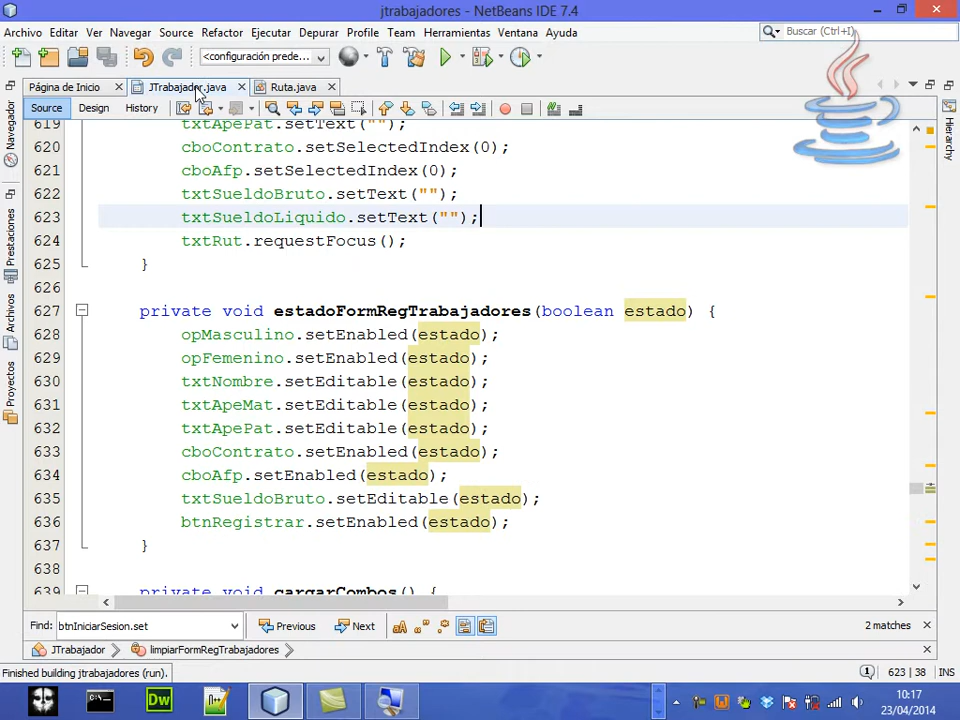 jtrabajadores - NetBeans IDE 7.4
Archivo Editar Ver Navegar Source Refactor Ejecutar Depurar Profile Team Herramientas Ventana Ayuda
Buscar (Ctrl+I)
<configuración prede...
Página de Inicio JTrabajador.java Ruta.java
Source Design History
619 txtApePat.setText("");
620 cboContrato.setSelectedIndex(0);
621 cboAfp.setSelectedIndex(0);
622 txtSueldoBruto.setText("");
623 txtSueldoLiquido.setText("");
624 txtRut.requestFocus();
625 }
626
627 private void estadoFormRegTrabajadores(boolean estado) {
628 opMasculino.setEnabled(estado);
629 opFemenino.setEnabled(estado);
630 txtNombre.setEditable(estado);
631 txtApeMat.setEditable(estado);
632 txtApePat.setEditable(estado);
633 cboContrato.setEnabled(estado);
634 cboAfp.setEnabled(estado);
635 txtSueldoBruto.setEditable(estado);
636 btnRegistrar.setEnabled(estado);
637 }
638
639 private void cargarCombos() {
Navegador
Prestaciones
Archivos
Proyectos
Hierarchy
Find: btnIniciarSesion.set Previous Next 2 matches
JTrabajador limpiarFormRegTrabajadores
Finished building jtrabajadores (run). 623 | 38 INS
Dw
10:17
23/04/2014